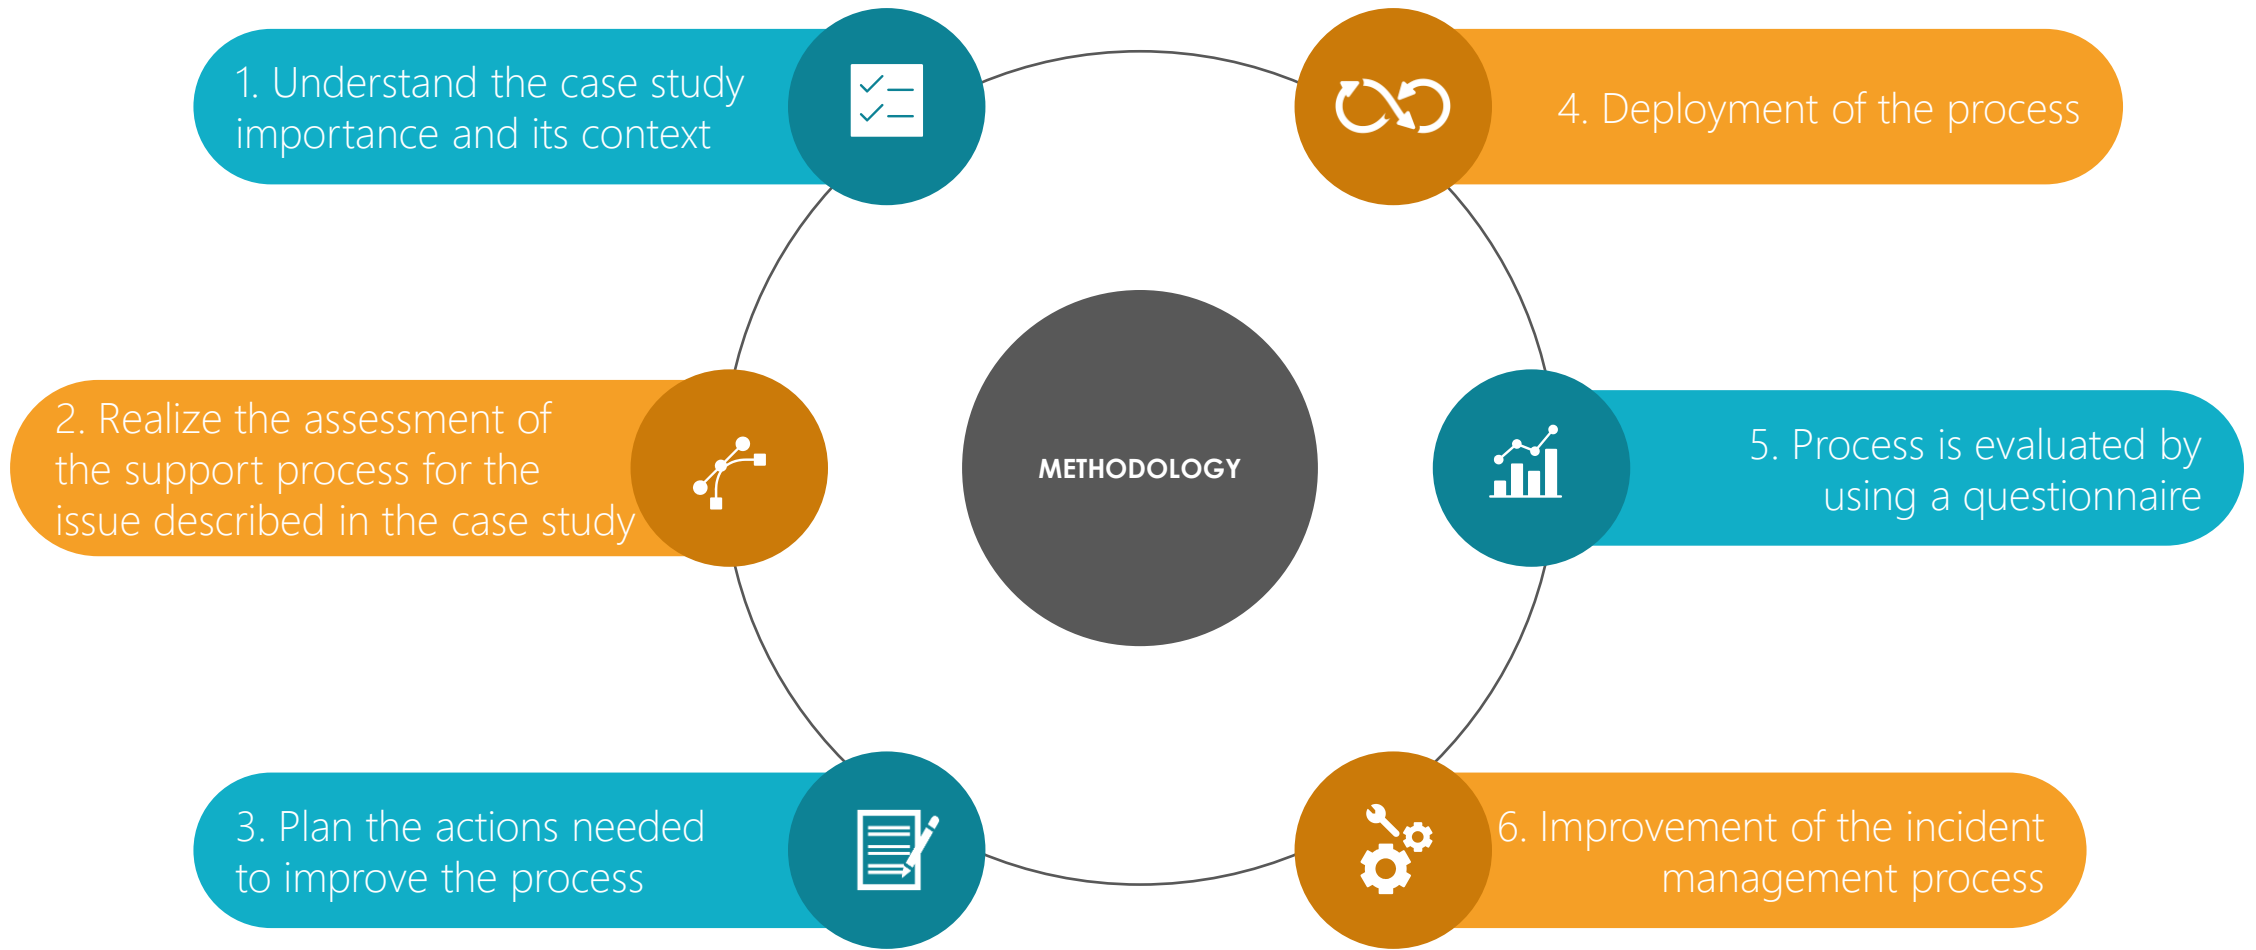 1. Understand the case study
importance and its context
2. Realize the assessment of
the support process for the
issue described in the case study
3. Plan the actions needed
to improve the process
METHODOLOGY
4. Deployment of the process
5. Process is evaluated by
using a questionnaire
6. Improvement of the incident
management process